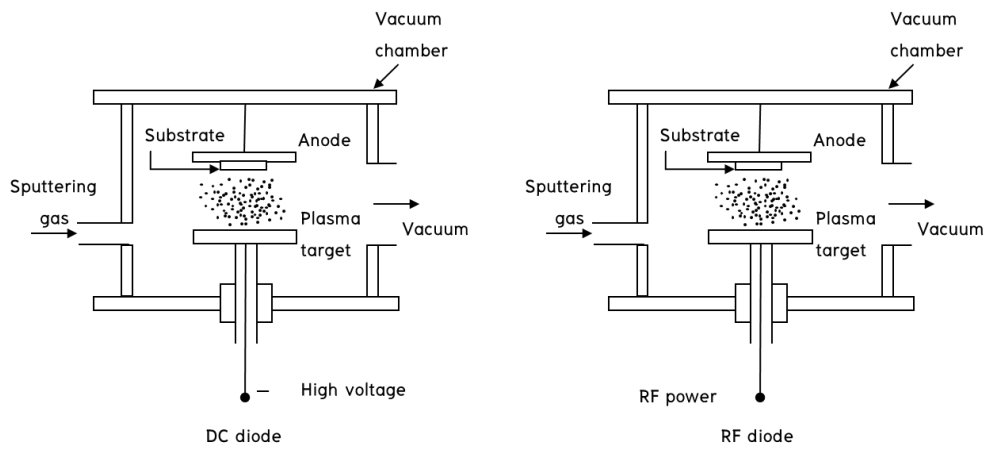 Vacuum
chamber
Substrate
Anode
Sputtering
gas
Plasma
target
Vacuum
– High voltage
DC diode
Vacuum
chamber
Substrate
Anode
Sputtering
gas
Plasma
target
Vacuum
RF power
RF diode